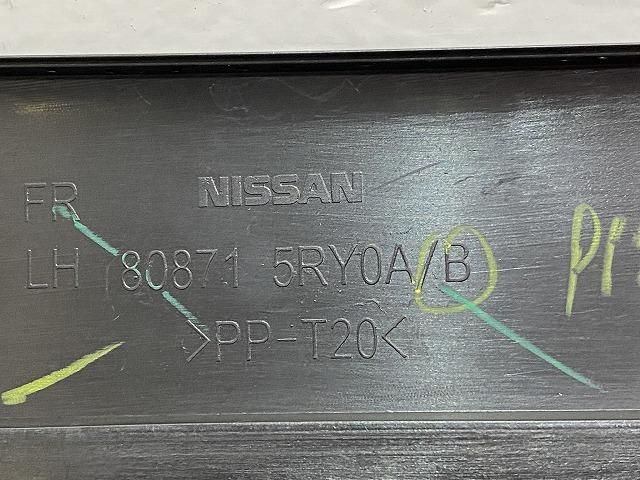 NISSAN
FR
LH 80871 5RY0A/B
>PP-T20<